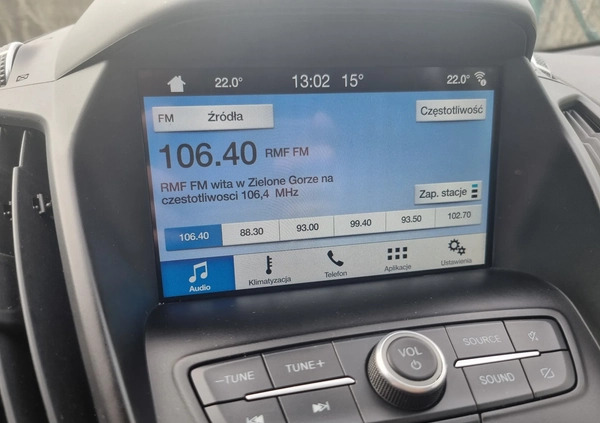 22.0° 13:02 15° 22.0°
FM Źródła
Częstotliwość
106.40 RMF FM
RMF FM wita w Zielone Gorze na
czestotliwosci 106,4 MHz
Zap. stacje
106.40 88.30 93.00 99.40 93.50 102.70
Audio Klimatyzacja Telefon Aplikacje Ustawienia
–TUNE TUNE+ VOL SOURCE
SOUND